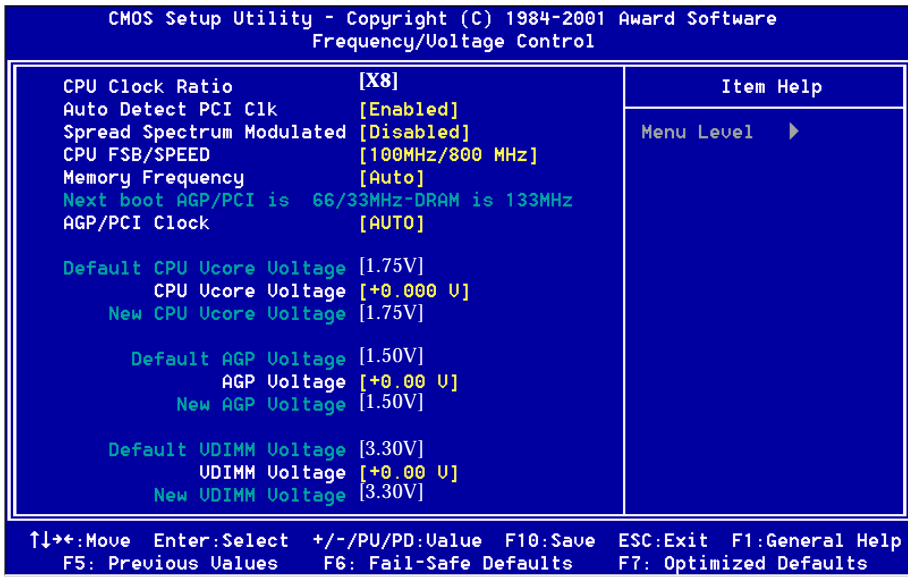 CMOS Setup Utility - Copyright (C) 1984-2001 Award Software
Frequency/Voltage Control
CPU Clock Ratio [X8]
Auto Detect PCI Clk [Enabled]
Spread Spectrum Modulated [Disabled]
CPU FSB/SPEED [100MHz/800 MHz]
Memory Frequency [Auto]
Next boot AGP/PCI is 66/33MHz-DRAM is 133MHz
AGP/PCI Clock [AUTO]
Default CPU Vcore Voltage [1.75V]
CPU Vcore Voltage [+0.000 V]
New CPU Vcore Voltage [1.75V]
Default AGP Voltage [1.50V]
AGP Voltage [+0.00 V]
New AGP Voltage [1.50V]
Default VDIMM Voltage [3.30V]
VDIMM Voltage [+0.00 V]
New VDIMM Voltage [3.30V]
Item Help
Menu Level ▶
↑↓→←:Move Enter:Select +/-/PU/PD:Value F10:Save ESC:Exit F1:General Help
F5: Previous Values F6: Fail-Safe Defaults F7: Optimized Defaults